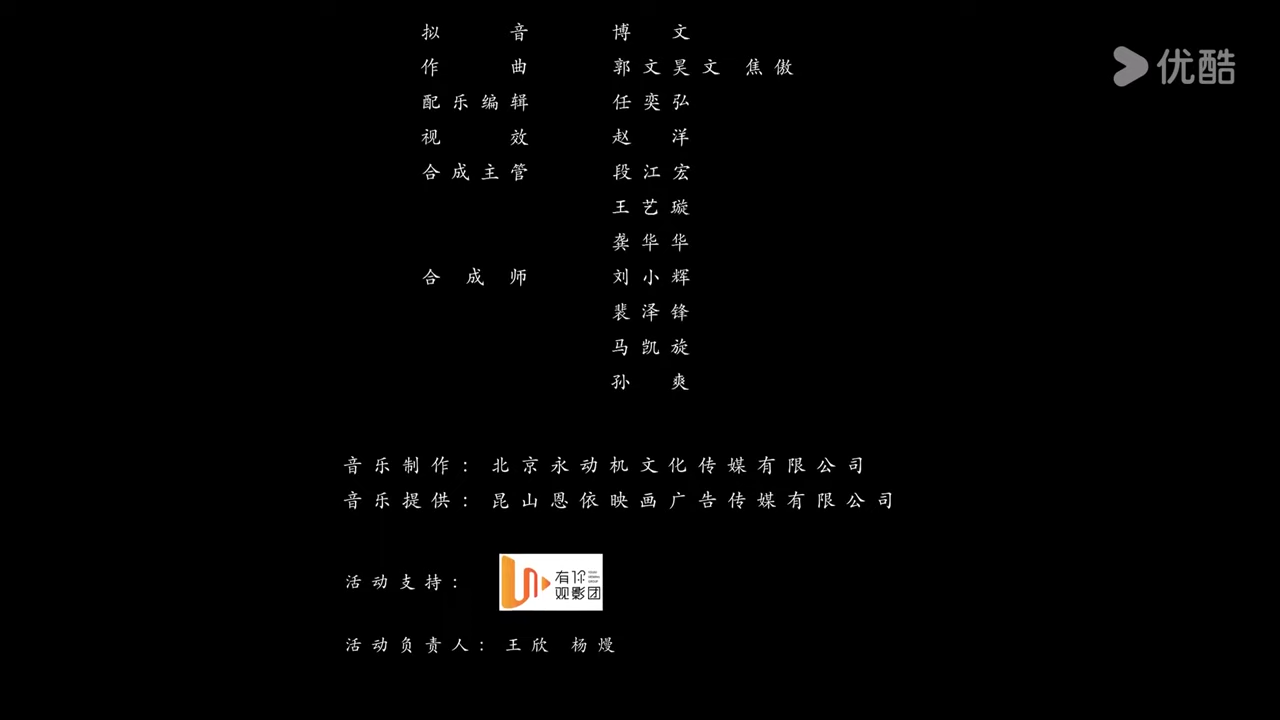 拟音 博文
优酷
作曲 郭文昊文 焦傲
配乐编辑 任奕弘
视效 赵洋
合成主管 段江宏
王艺璇
龚华华
合成师 刘小辉
裴泽锋
马凯旋
孙爽
音乐制作：北京永动机文化传媒有限公司
音乐提供：昆山恩依映画广告传媒有限公司
活动支持：
有你
观影团
活动负责人：王欣 杨熳